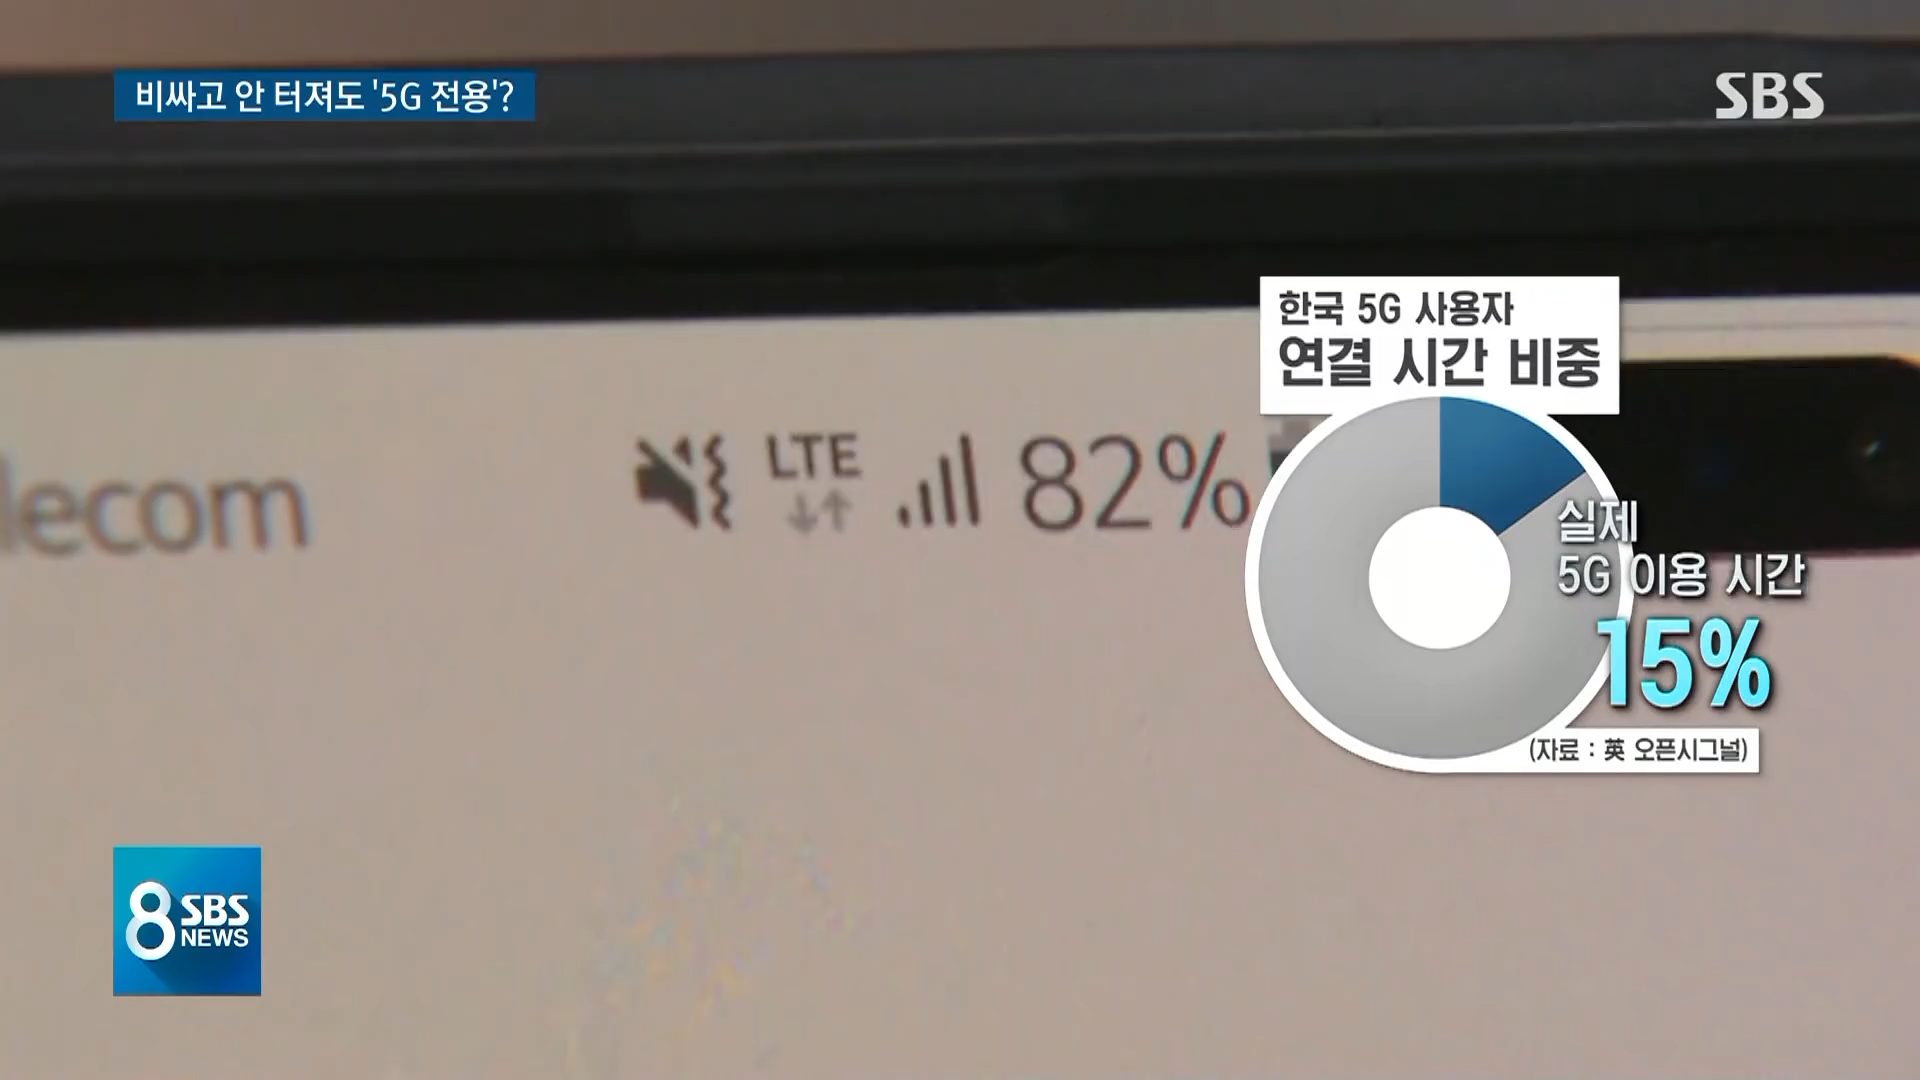 비싸고 안 터져도 '5G 전용'?
SBS
한국 5G 사용자
연결 시간 비중
lecom
LTE
82%
실제
5G 이용 시간
15%
(자료 : 英 오픈시그널)
8 SBS
NEWS